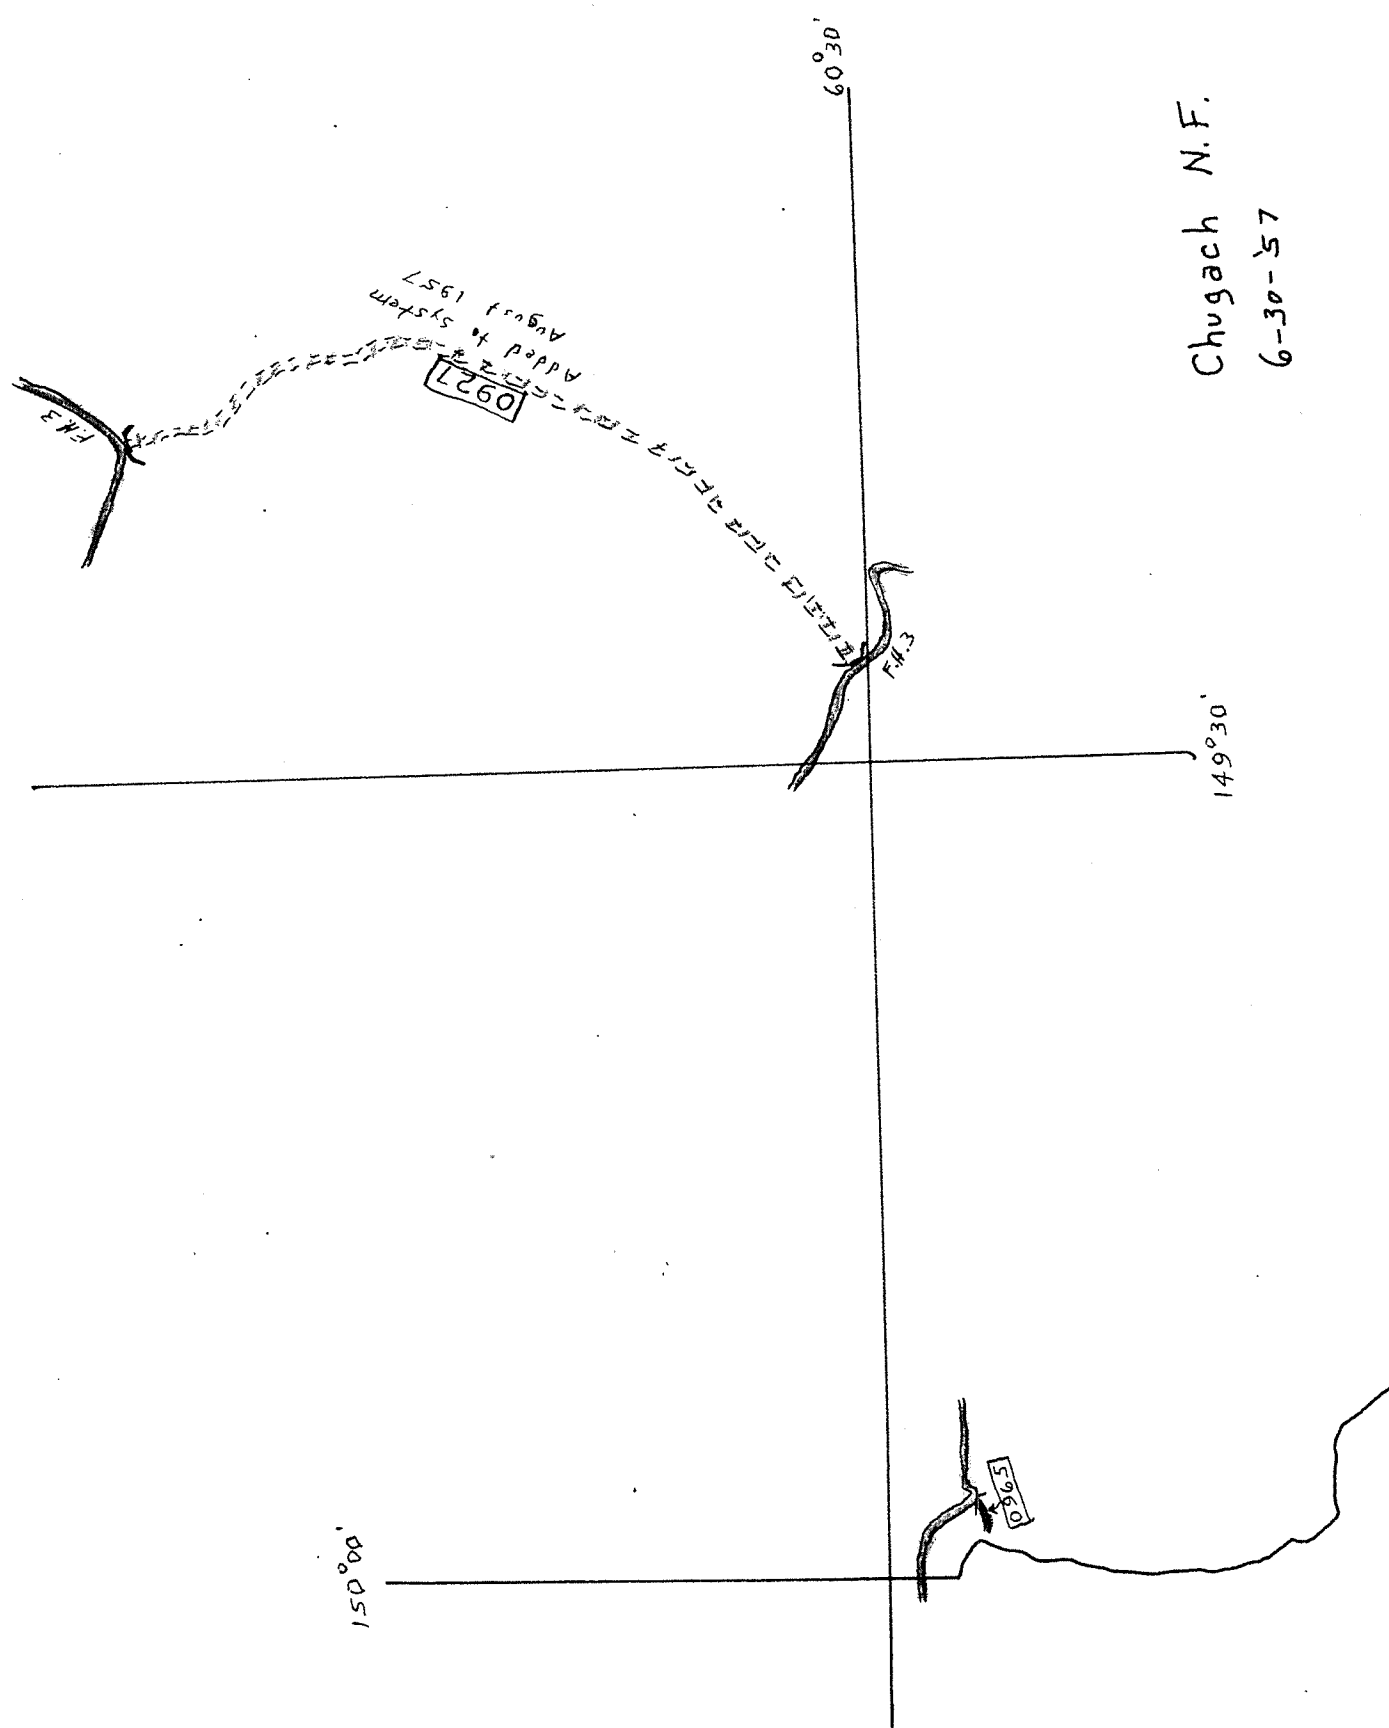 60°30'
F.H.3
Added to system
August 1957
0927
Chugach N.F.
6-30-'57
F.H.3
149°30'
0965
150°00'